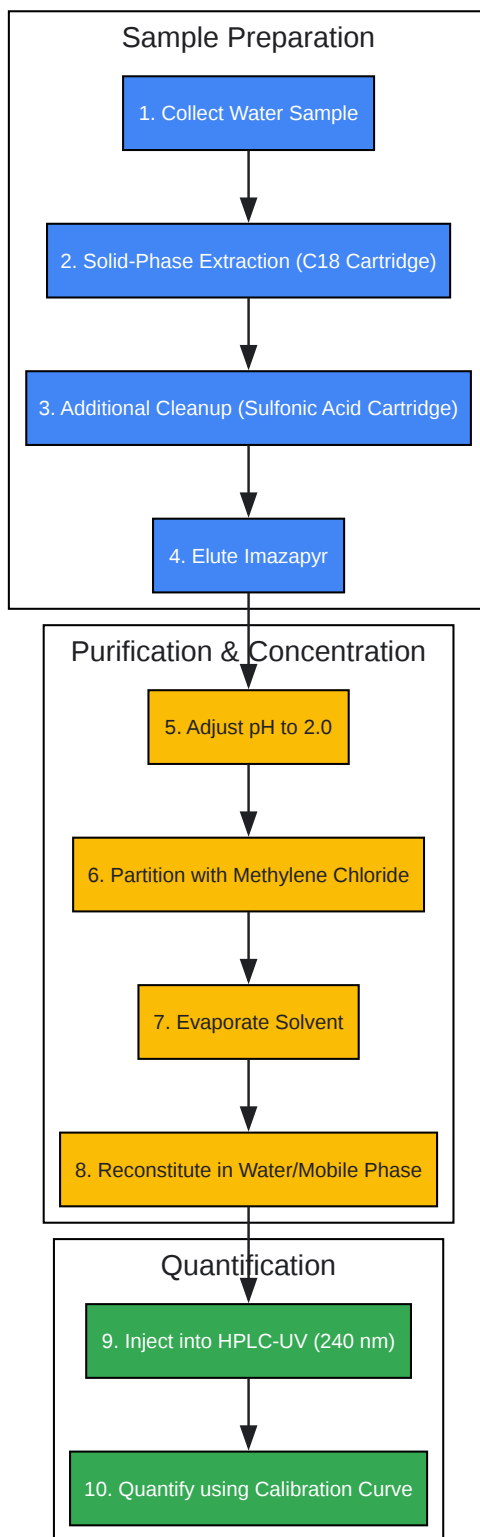 Sample Preparation
1. Collect Water Sample
2. Solid-Phase Extraction (C18 Cartridge)
3. Additional Cleanup (Sulfonic Acid Cartridge)
4. Elute Imazapyr
Purification & Concentration
5. Adjust pH to 2.0
6. Partition with Methylene Chloride
7. Evaporate Solvent
8. Reconstitute in Water/Mobile Phase
Quantification
9. Inject into HPLC-UV (240 nm)
10. Quantify using Calibration Curve